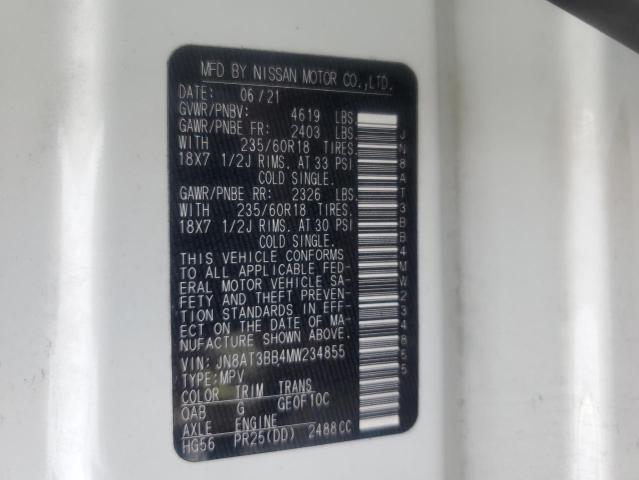 MFD BY NISSAN MOTOR CO.,LTD.
DATE: 06/21
GVWR/PNBV: 4619 LBS
GAWR/PNBE FR: 2403 LBS
WITH 235/60R18 TIRES.
18X7 1/2J RIMS. AT 33 PSI
COLD SINGLE.
GAWR/PNBE RR: 2326 LBS.
WITH 235/60R18 TIRES.
18X7 1/2J RIMS. AT 30 PSI
COLD SINGLE.
THIS VEHICLE CONFORMS
TO ALL APPLICABLE FED-
ERAL MOTOR VEHICLE SA-
FETY AND THEFT PREVEN-
TION STANDARDS IN EFF-
ECT ON THE DATE OF MA-
NUFACTURE SHOWN ABOVE.
VIN: JN8AT3BB4MW234855
TYPE:MPV
COLOR TRIM TRANS
QAB G GE0F10C
AXLE ENGINE
HG56 PR25(DD) 2488CC
JN8AT3BB4MW234855